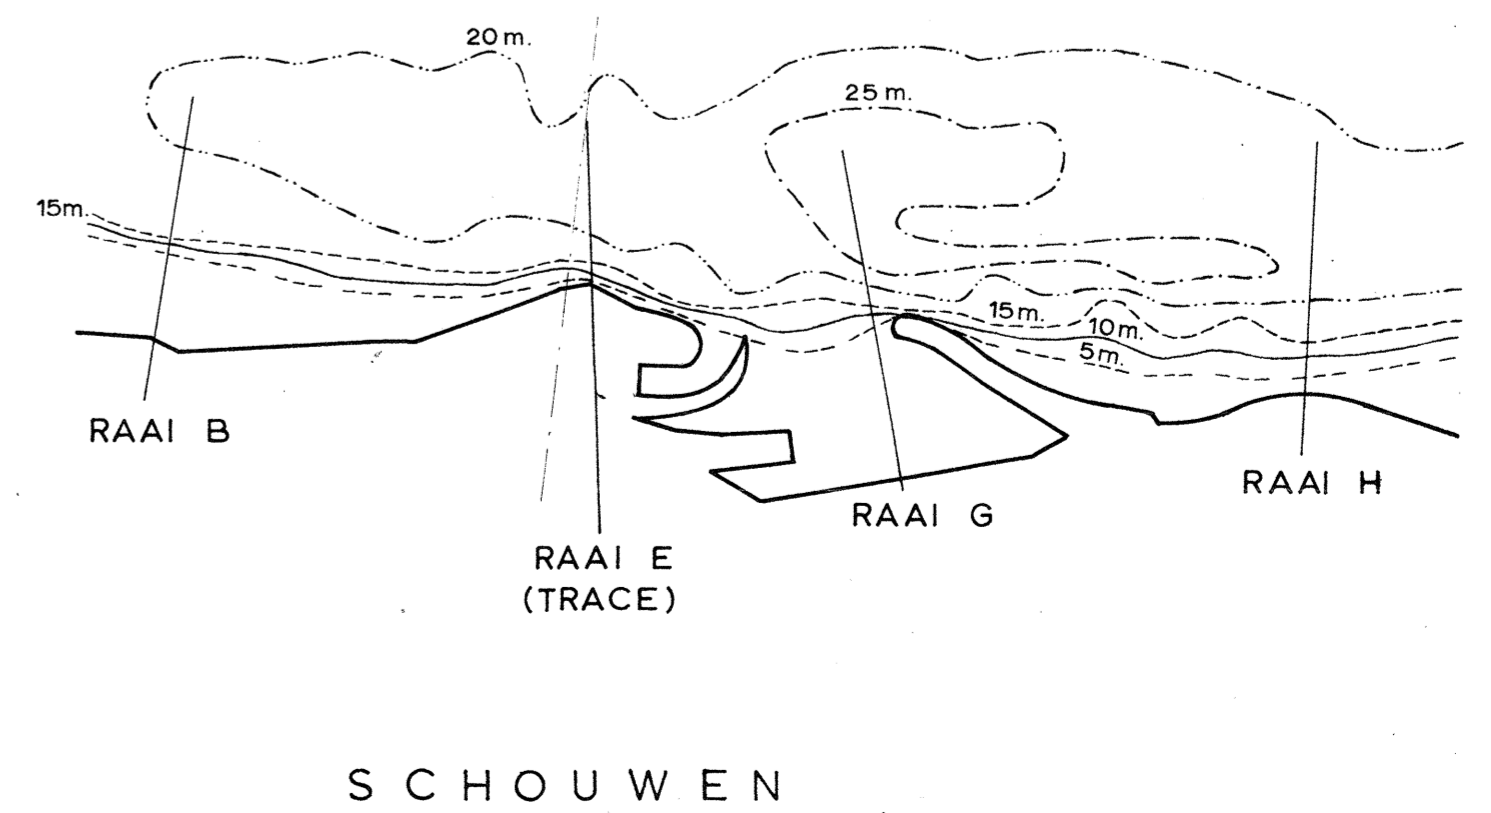 20 m.
25 m.
15m.
15 m.
10 m.
5 m.
RAAI B
RAAI H
RAAI G
RAAI E
(TRACE)
SCHOUWEN